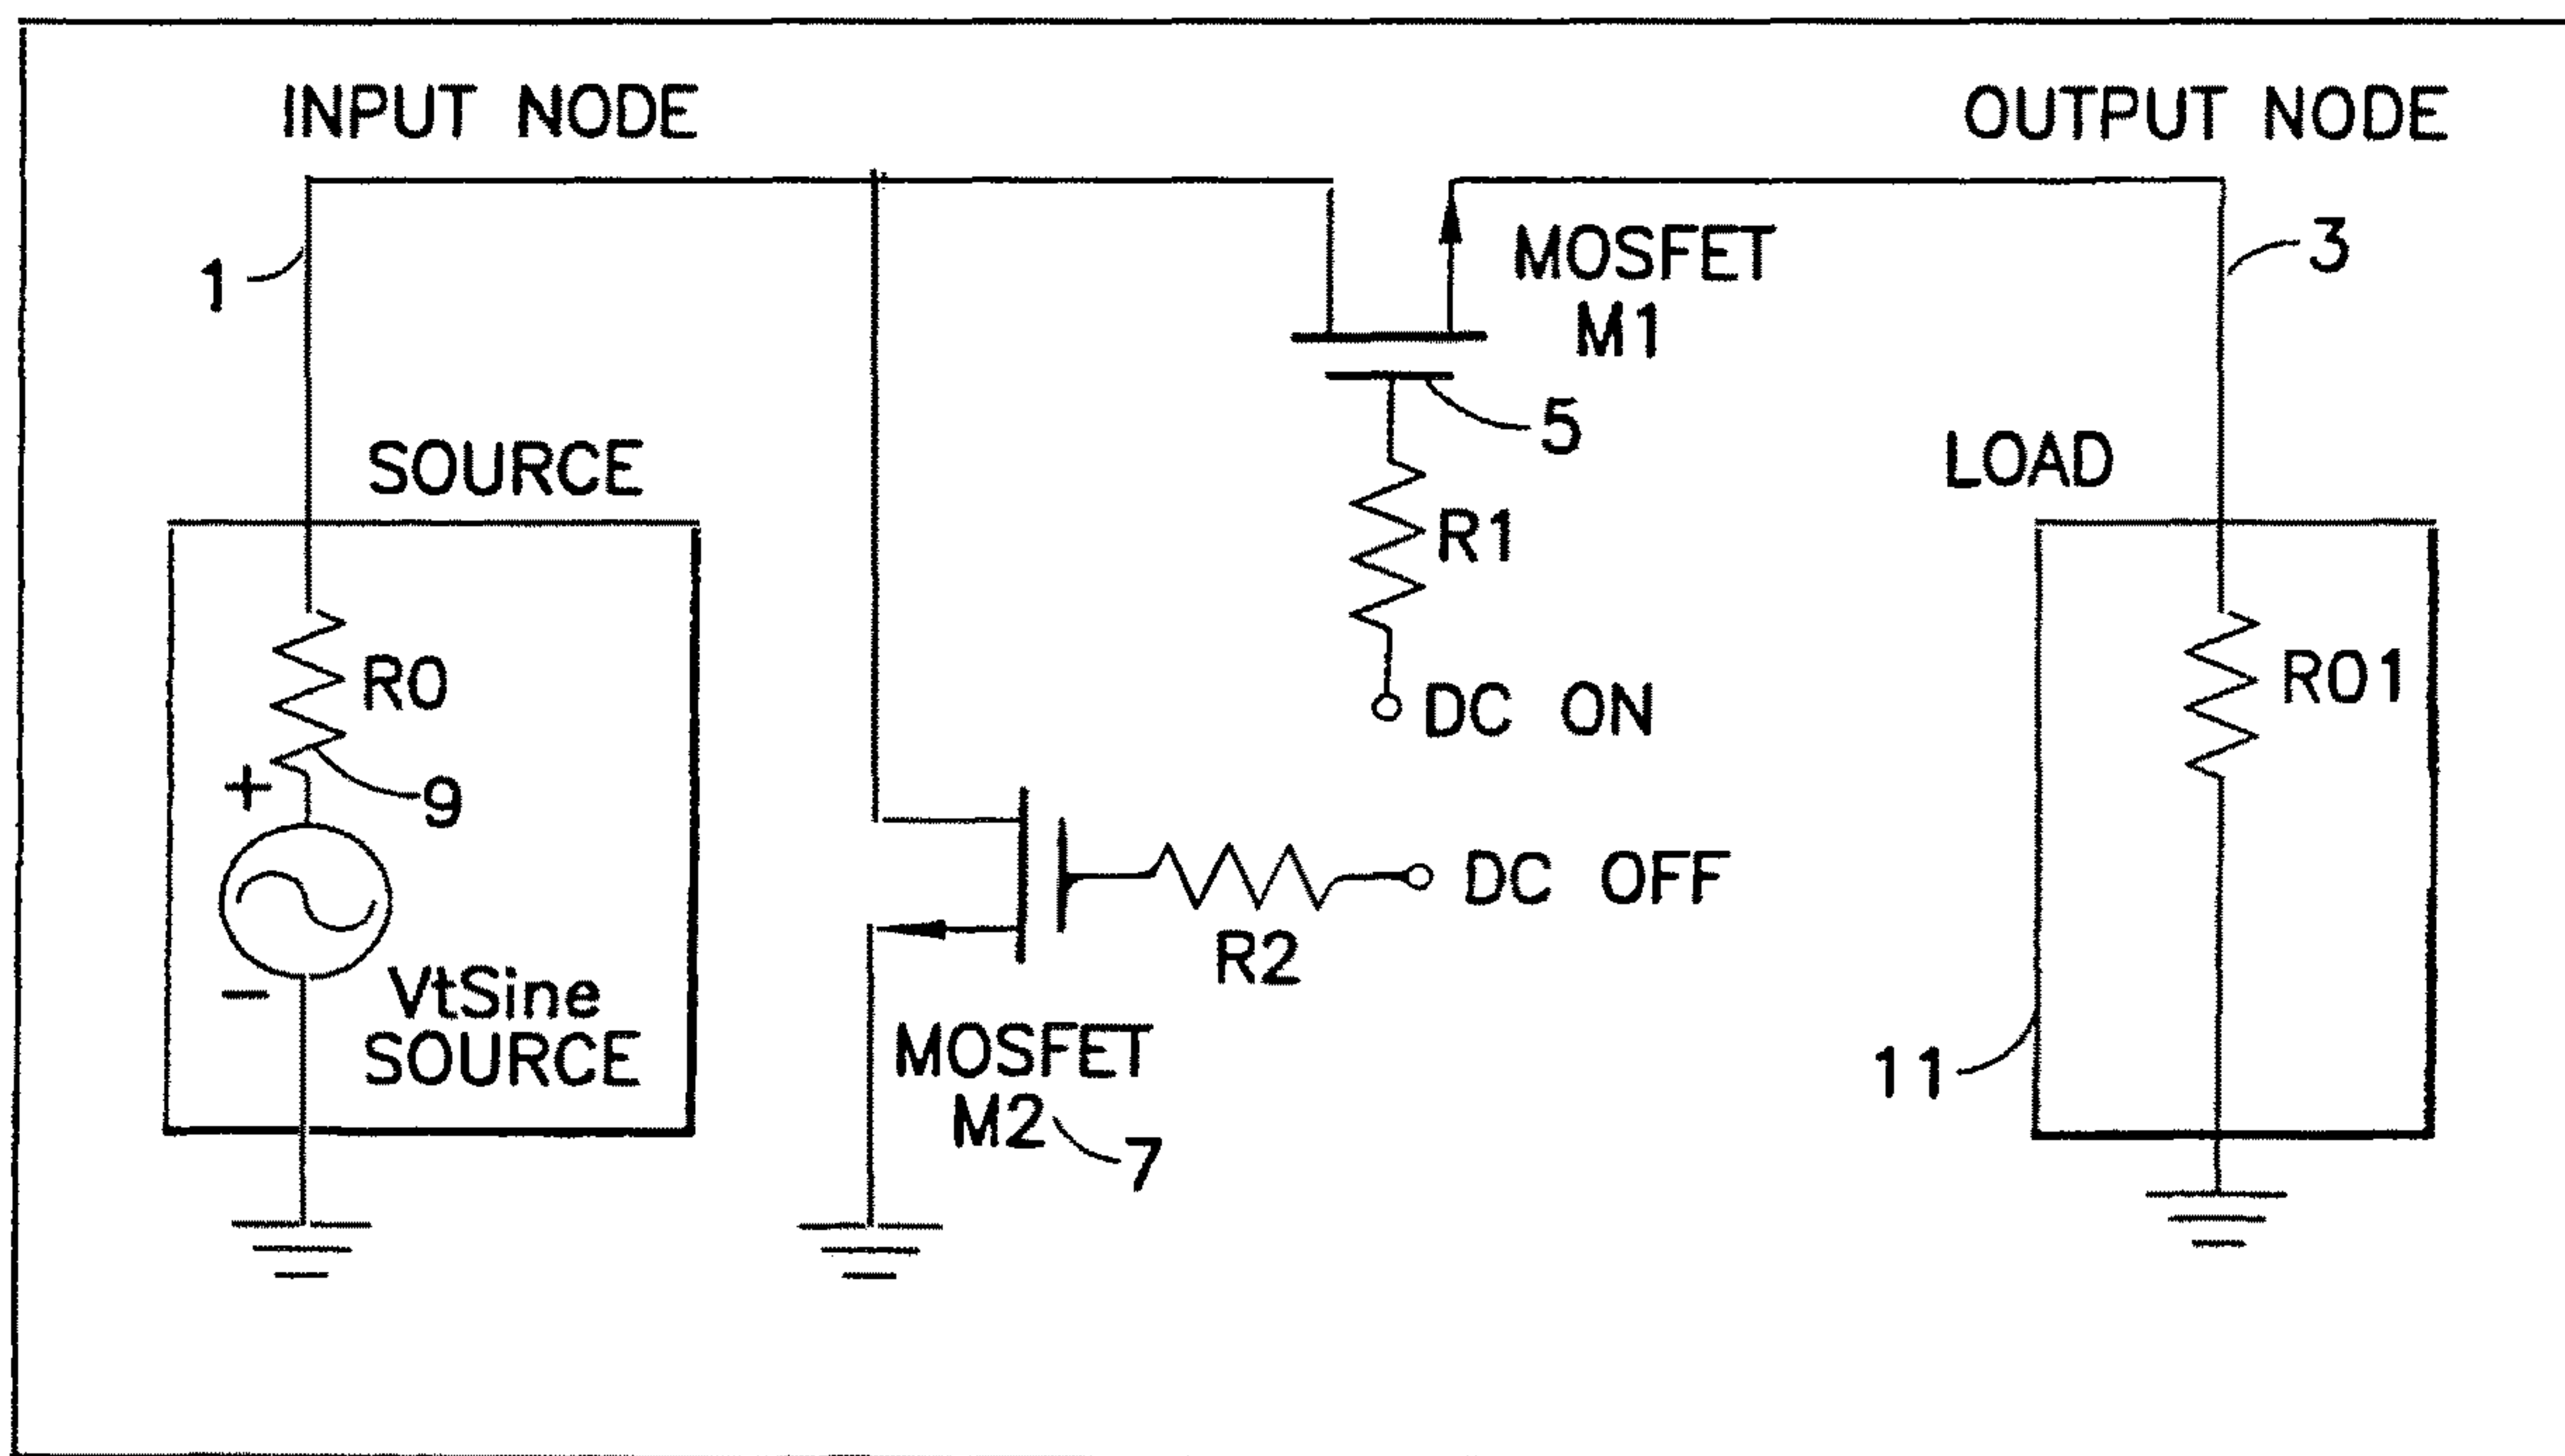 INPUT NODE
OUTPUT NODE
1
3
MOSFET
M1
5
SOURCE
LOAD
R1
R0
R01
DC ON
+
9
DC OFF
R2
-
VtSine
SOURCE
MOSFET
M2
7
11